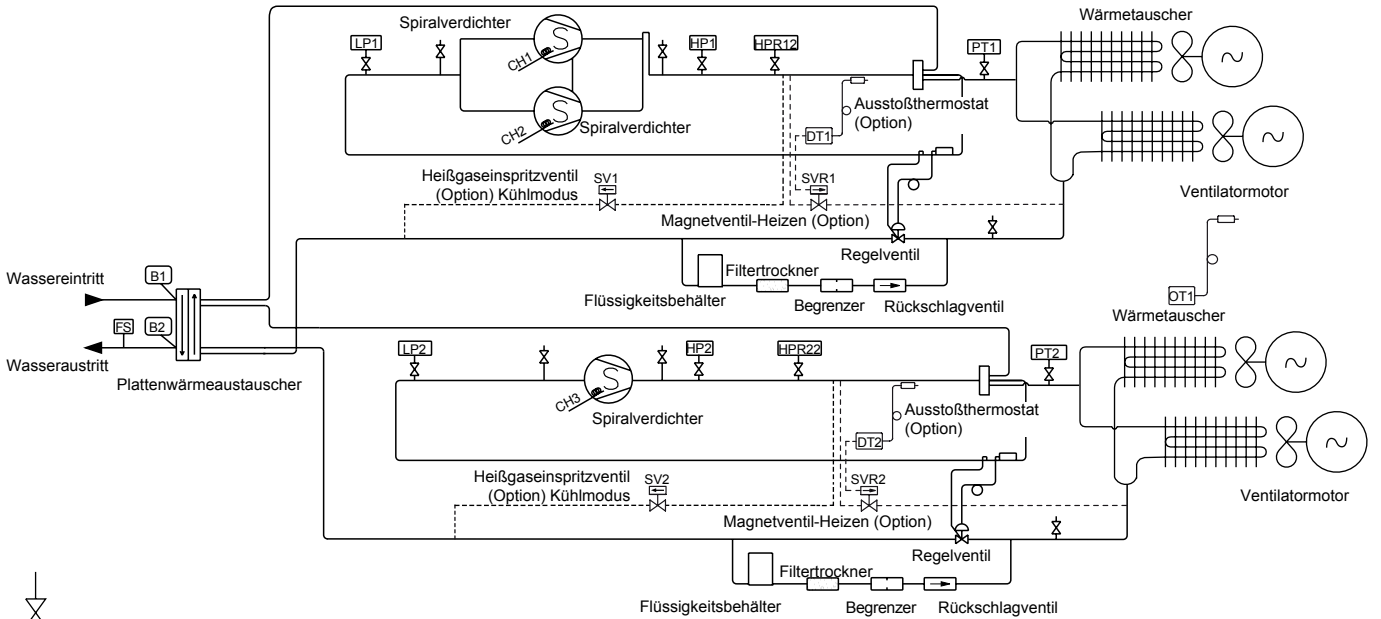 Spiralverdichter
Wärmetauscher
LP1
HP1
HPR12
PT1
CH1
CH2
Spiralverdichter
Ausstoßthermostat
(Option)
DT1
Heißgaseinspritzventil
(Option) Kühlmodus
SV1
SVR1
Magnetventil-Heizen (Option)
Ventilatormotor
Regelventil
Wassereintritt
B1
Filtertrockner
Flüssigkeitsbehälter
Begrenzer
Rückschlagventil
OT1
FS
B2
Wasseraustritt
Plattenwärmeaustauscher
Wärmetauscher
LP2
HP2
HPR22
PT2
CH3
Spiralverdichter
Ausstoßthermostat
(Option)
DT2
Heißgaseinspritzventil
(Option) Kühlmodus
SV2
SVR2
Magnetventil-Heizen (Option)
Ventilatormotor
Regelventil
Filtertrockner
Flüssigkeitsbehälter
Begrenzer
Rückschlagventil